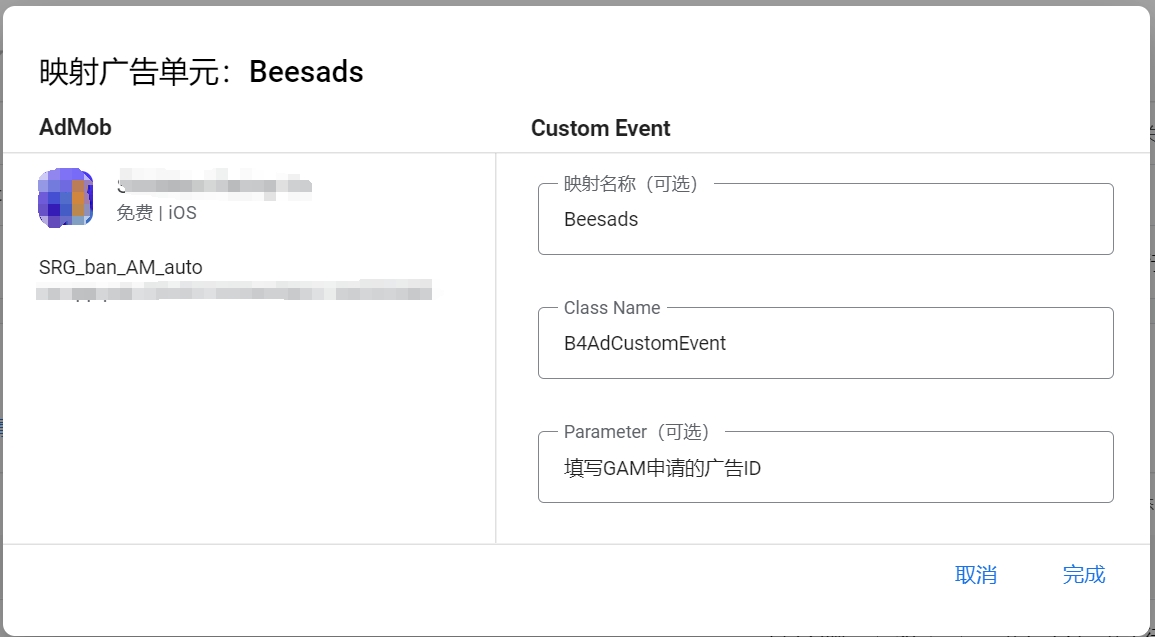 映射广告单元：Beesads
AdMob
Custom Event
免费 | iOS
SRG_ban_AM_auto
映射名称（可选）
Beesads
Class Name
B4AdCustomEvent
Parameter（可选）
填写GAM申请的广告ID
取消
完成